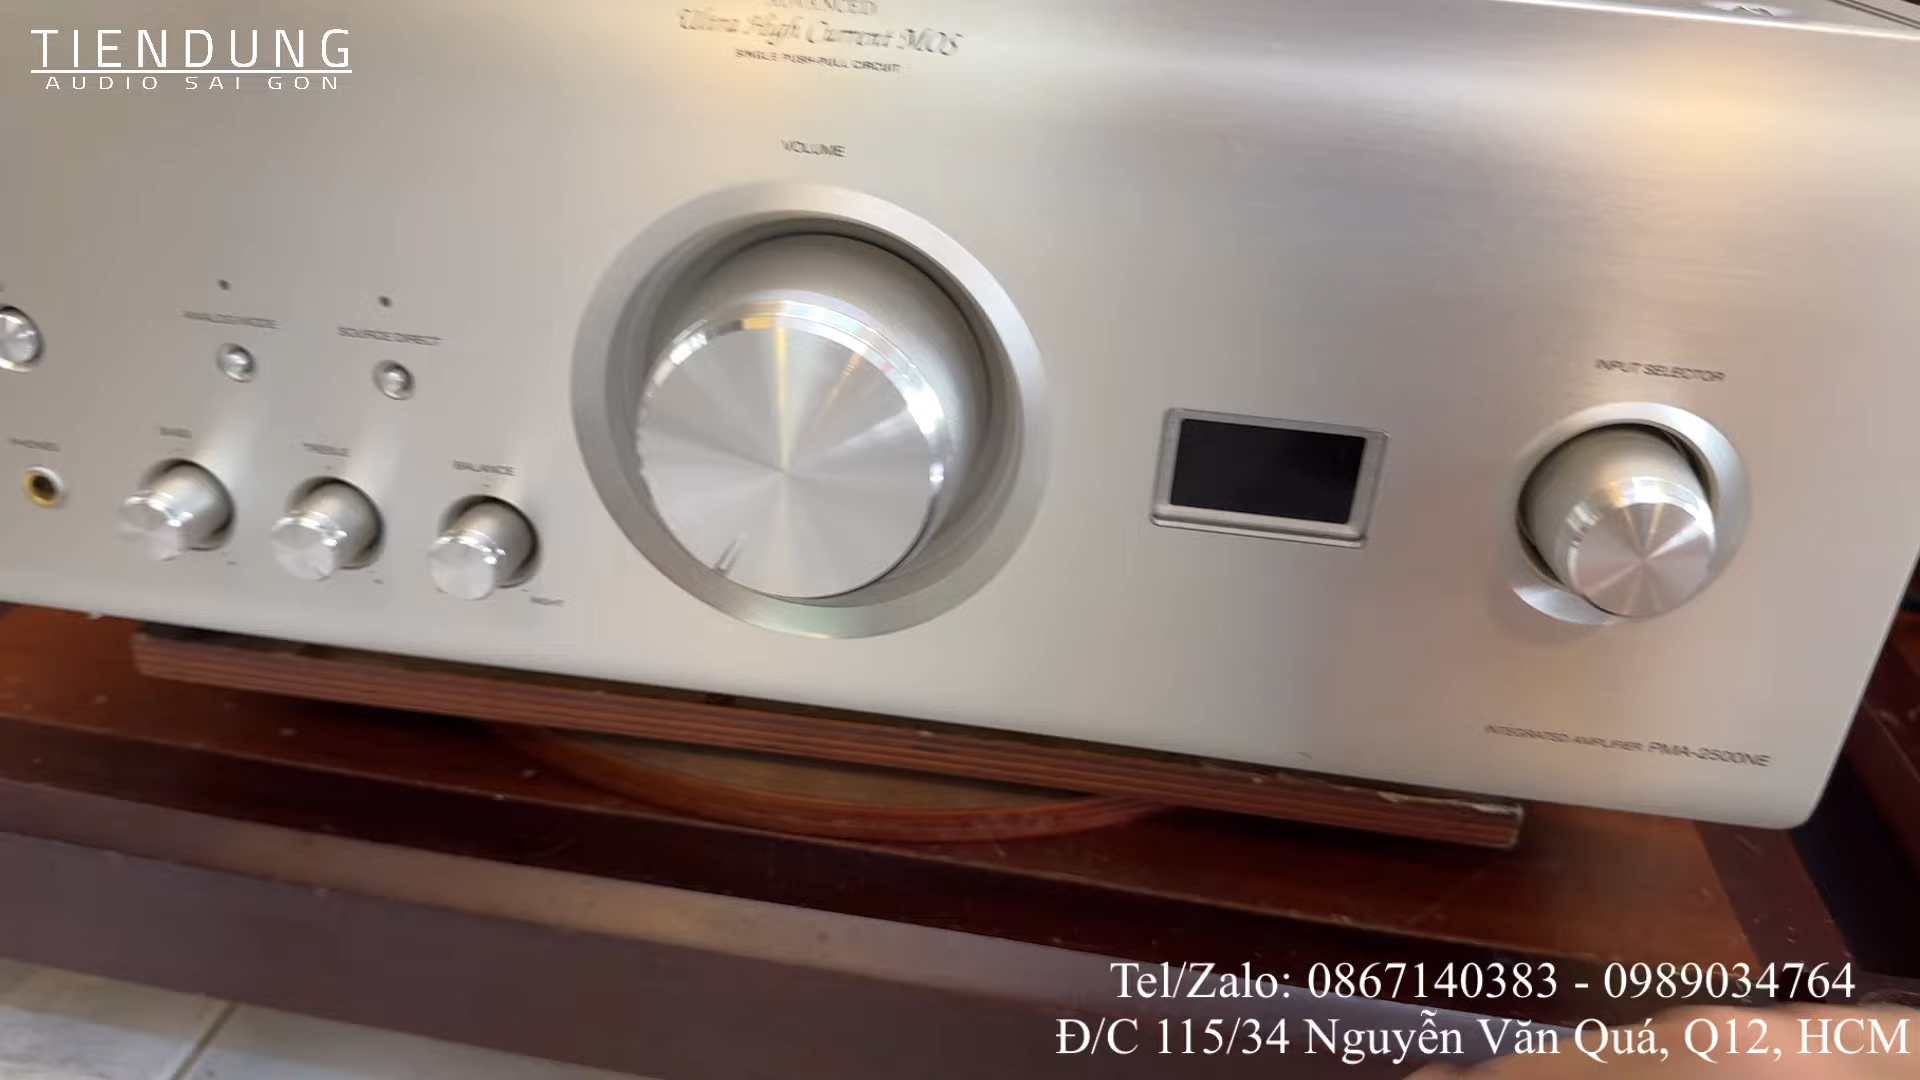 TIENDUNG
AUDIO SAI GON
ADVANCED
Ultra High Current MOS
SINGLE PUSH-PULL CIRCUIT
VOLUME
ANALOG MODE
SOURCE DIRECT
INPUT SELECTOR
PHONES
BASS
TREBLE
BALANCE
RIGHT
INTEGRATED AMPLIFIER PMA-2500NE
Tel/Zalo: 0867140383 - 0989034764
Đ/C 115/34 Nguyễn Văn Quá, Q12, HCM